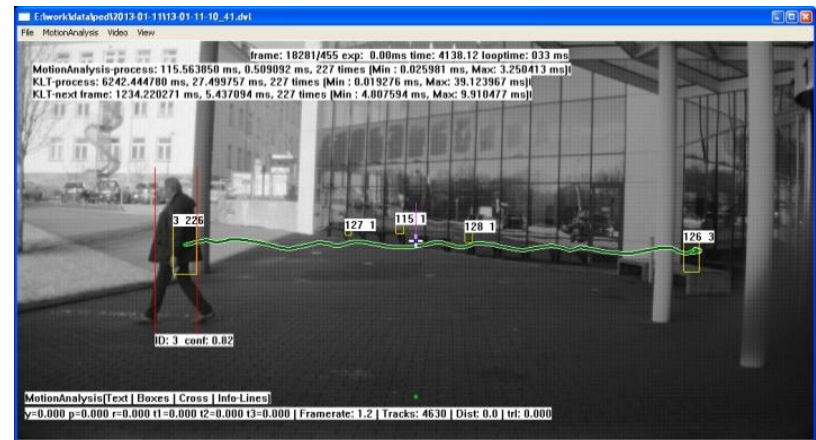 E:\work\data\ped\2013-01-11\13-01-11-10_41.dvl
File MotionAnalysis Video View
frame: 18281/455 exp: 0.00ms time: 4138.12 looptime: 033 ms
MotionAnalysis-process: 115.563850 ms, 0.509092 ms, 227 times (Min : 0.025981 ms, Max: 3.250413 ms)\
KLT-process: 6242.444780 ms, 27.499757 ms, 227 times (Min : 0.019276 ms, Max: 39.123967 ms)\
KLT-next frame: 1234.220271 ms, 5.437094 ms, 227 times (Min : 4.807594 ms, Max: 9.910477 ms)\
3 226
127 1
115 1
128 1
126 3
ID: 3 conf: 0.82
MotionAnalysis[Text | Boxes | Cross | Info-Lines]
y=0.000 p=0.000 r=0.000 t1=0.000 t2=0.000 t3=0.000 | Framerate: 1.2 | Tracks: 4630 | Dist: 0.0 | trl: 0.000